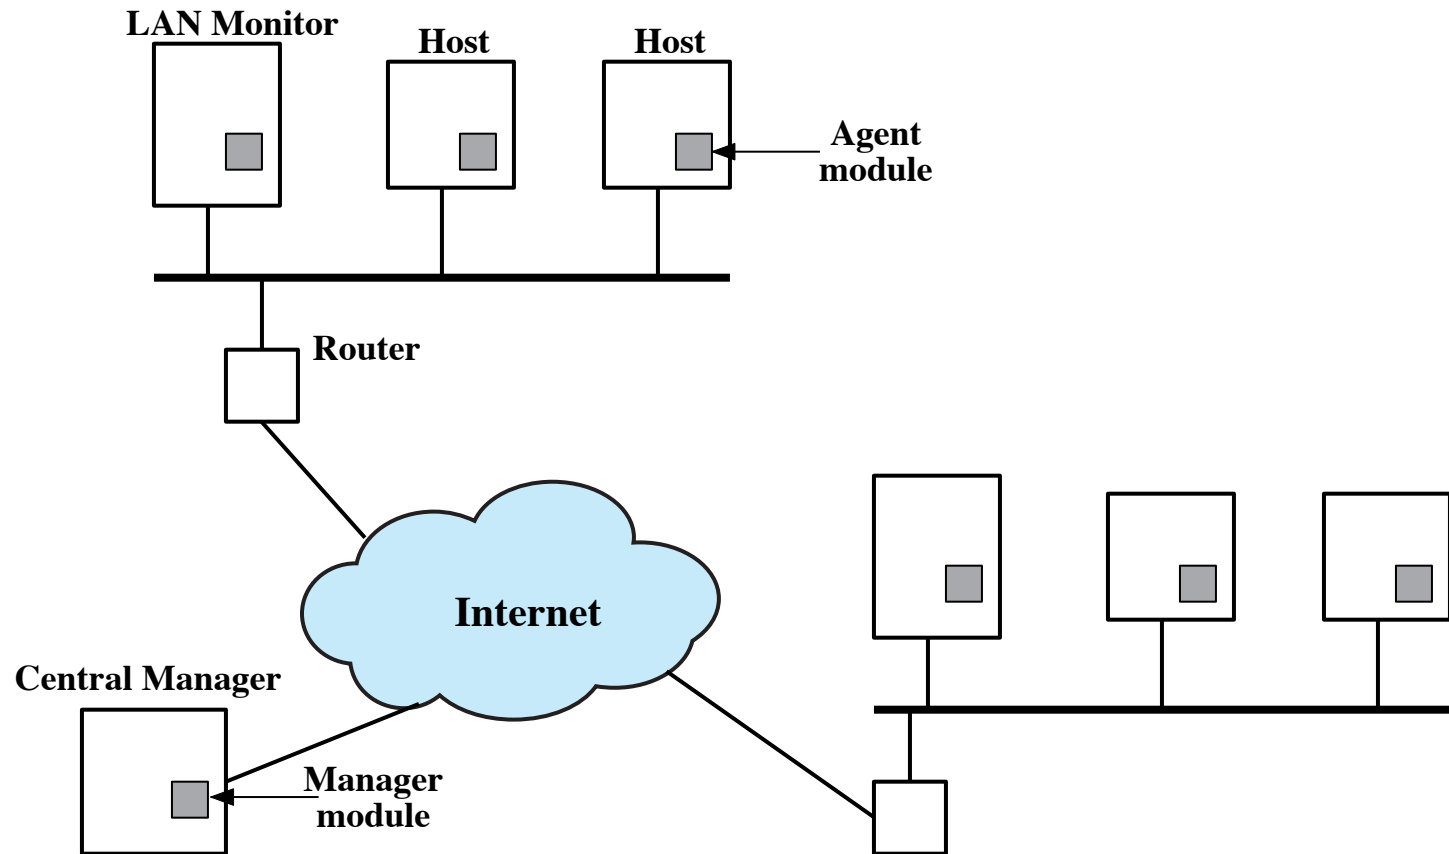 LAN Monitor
Host
Host
Agent
module
Router
Internet
Central Manager
Manager
module